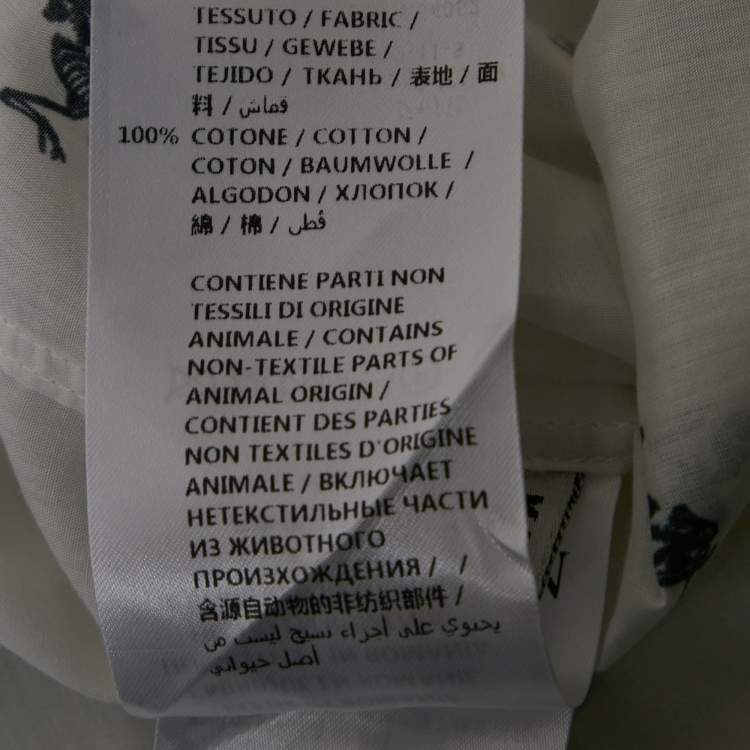 TESSUTO / FABRIC /
TISSU / GEWEBE /
TEJIDO / ТКАНЬ / 表地 / 面
料 / قماش
100% COTONE / COTTON /
COTON / BAUMWOLLE /
ALGODON / ХЛОПОК /
綿 / 棉 / قُطن
CONTIENE PARTI NON
TESSILI DI ORIGINE
ANIMALE / CONTAINS
NON-TEXTILE PARTS OF
ANIMAL ORIGIN /
CONTIENT DES PARTIES
NON TEXTILES D'ORIGINE
ANIMALE / ВКЛЮЧАЕТ
НЕТЕКСТИЛЬНЫЕ ЧАСТИ
ИЗ ЖИВОТНОГО
ПРОИЗХОЖДЕНИЯ / /
含源自动物的非纺织部件 /
يحتوي على أجزاء نسيج ليست من
أصل حيواني